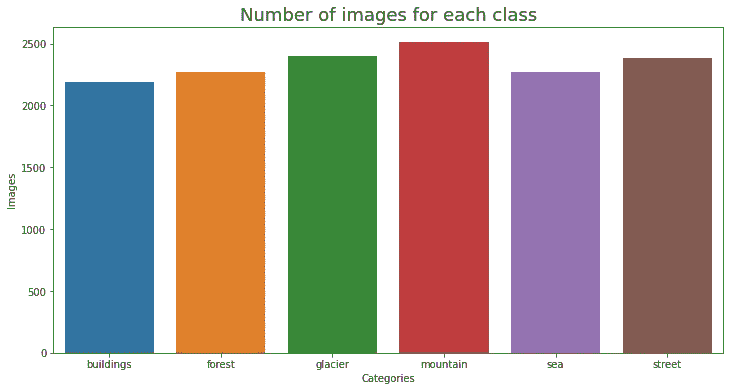 Number of images for each class
Images
2500
2000
1500
1000
500
0
buildings forest glacier mountain sea street
Categories